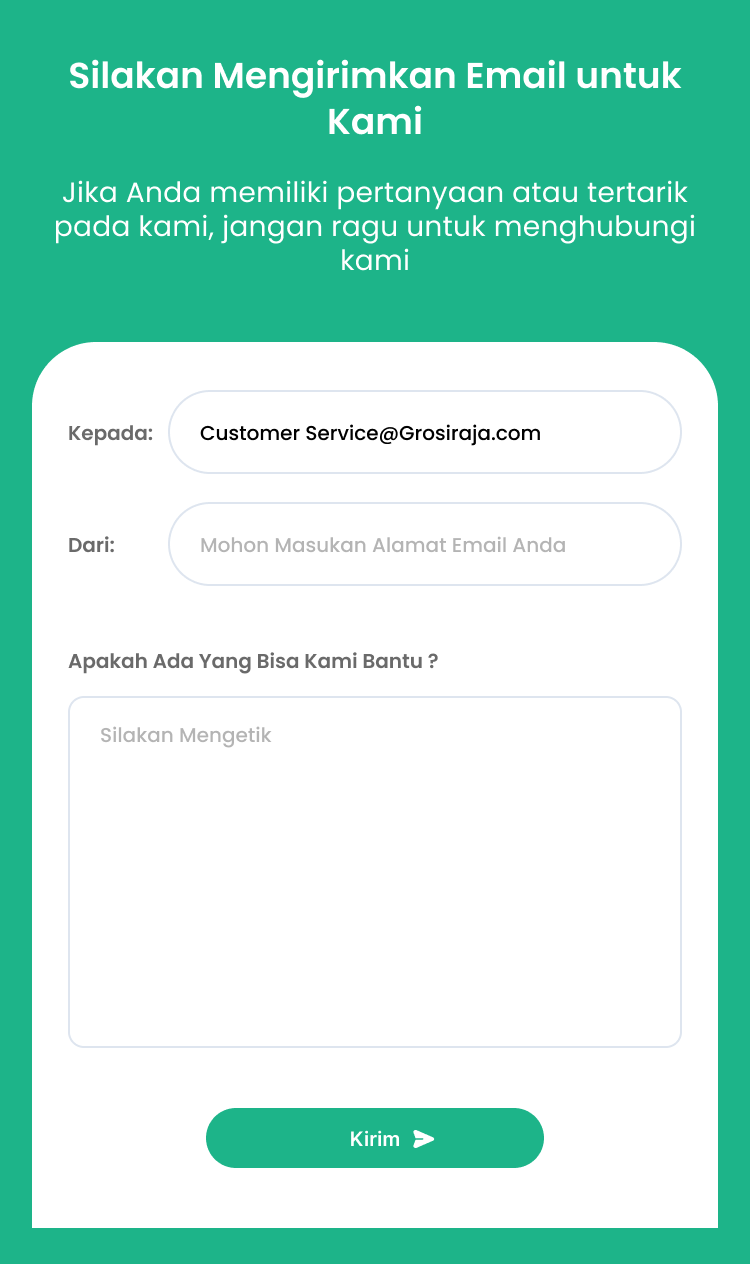 Silakan Mengirimkan Email untuk
Kami
Jika Anda memiliki pertanyaan atau tertarik
pada kami, jangan ragu untuk menghubungi
kami
Kepada: Customer Service@Grosiraja.com
Dari: Mohon Masukan Alamat Email Anda
Apakah Ada Yang Bisa Kami Bantu ?
Silakan Mengetik
Kirim